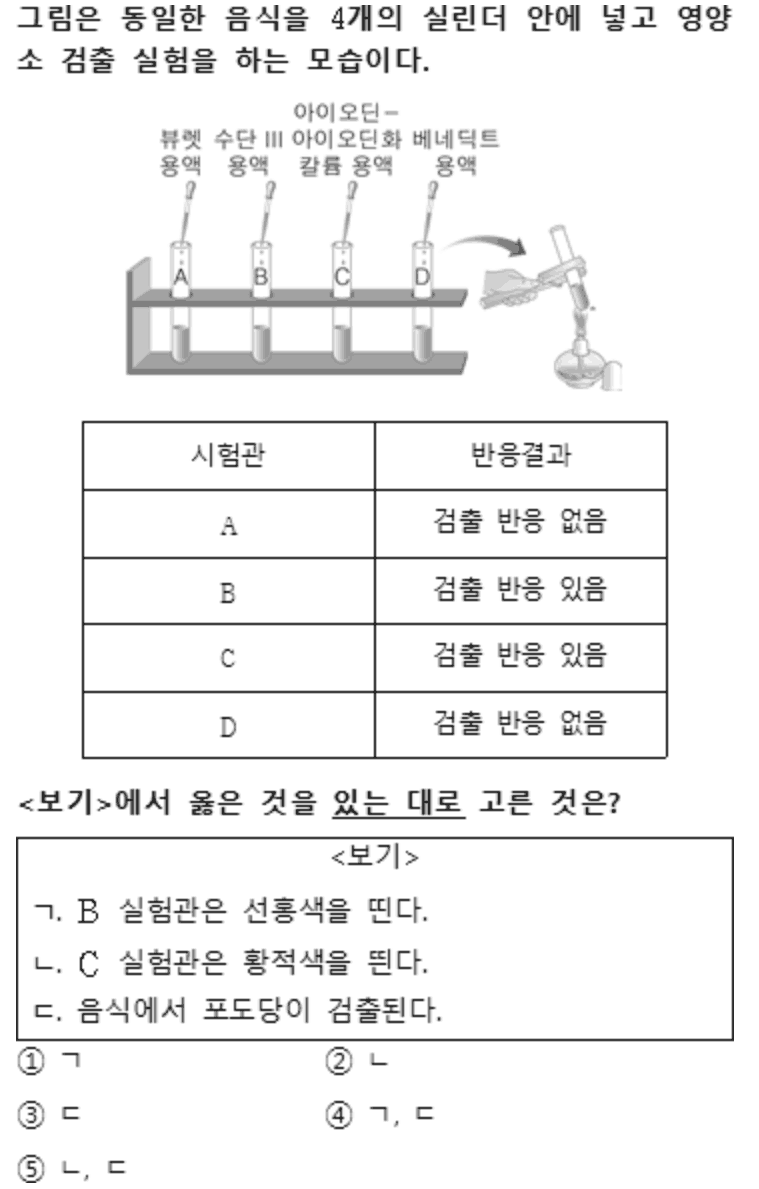 그림은 동일한 음식을 4개의 실린더 안에 넣고 영양
소 검출 실험을 하는 모습이다.
아이오딘-
뷰렛 수단 III 아이오딘화 베네딕트
용액 용액 칼륨 용액 용액
A B C D
시험관 반응결과
A 검출 반응 없음
B 검출 반응 있음
C 검출 반응 있음
D 검출 반응 없음
<보기>에서 옳은 것을 있는 대로 고른 것은?
<보기>
ㄱ. B 실험관은 선홍색을 띤다.
ㄴ. C 실험관은 황적색을 띈다.
ㄷ. 음식에서 포도당이 검출된다.
① ㄱ ② ㄴ
③ ㄷ ④ ㄱ, ㄷ
⑤ ㄴ, ㄷ